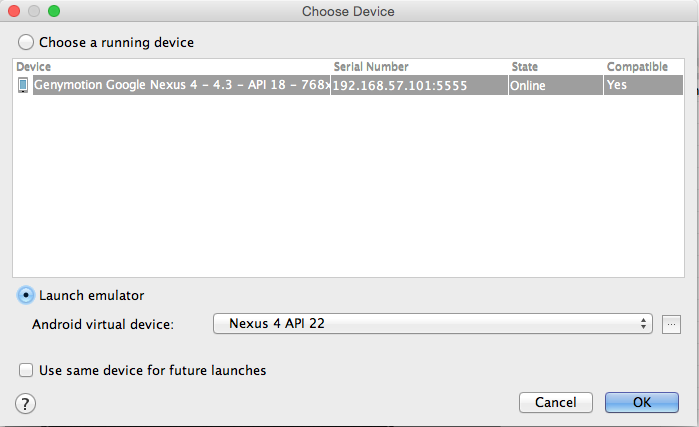 Choose Device
Choose a running device
Device Serial Number State Compatible
Genymotion Google Nexus 4 – 4.3 – API 18 – 768x 192.168.57.101:5555 Online Yes
Launch emulator
Android virtual device: Nexus 4 API 22 ...
Use same device for future launches
? Cancel OK